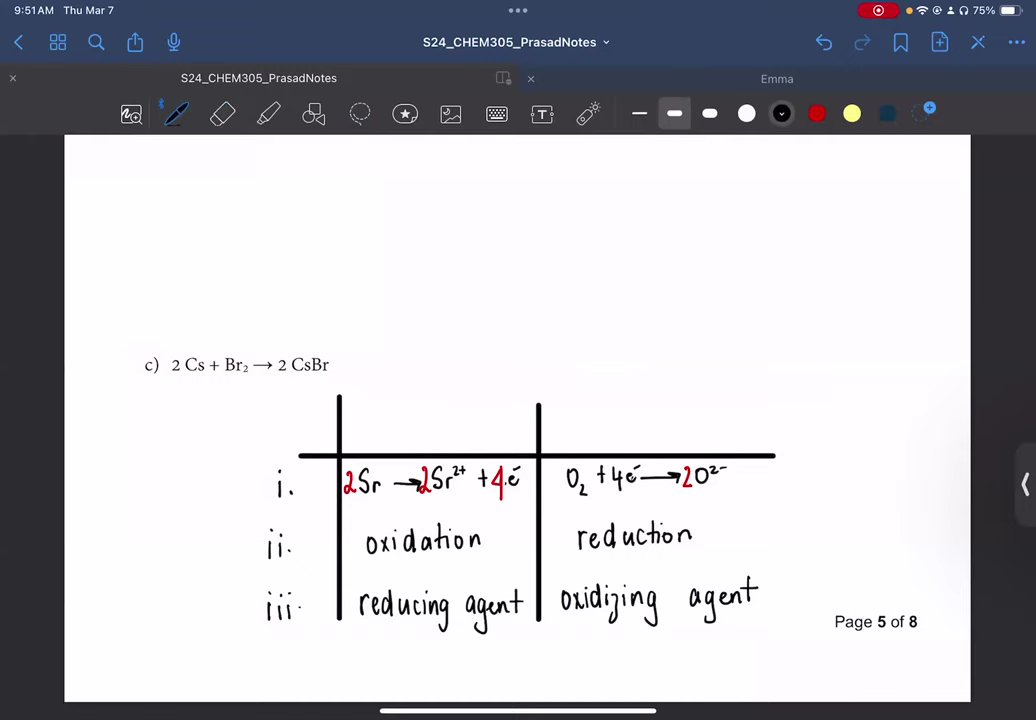 9:51 AM Thu Mar 7
75%
S24_CHEM305_PrasadNotes
S24_CHEM305_PrasadNotes
Emma
c) 2 Cs + Br₂ → 2 CsBr
i. 2Sr → 2Sr²⁺ + 4e⁻ O₂ + 4e⁻ → 2O²⁻
ii. oxidation reduction
iii. reducing agent oxidizing agent
Page 5 of 8